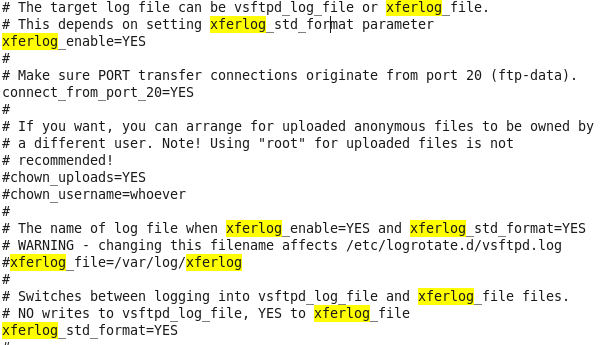 # The target log file can be vsftpd_log_file or xferlog_file.
# This depends on setting xferlog_std_format parameter
xferlog_enable=YES
#
# Make sure PORT transfer connections originate from port 20 (ftp-data).
connect_from_port_20=YES
#
# If you want, you can arrange for uploaded anonymous files to be owned by
# a different user. Note! Using "root" for uploaded files is not
# recommended!
#chown_uploads=YES
#chown_username=whoever
#
# The name of log file when xferlog_enable=YES and xferlog_std_format=YES
# WARNING - changing this filename affects /etc/logrotate.d/vsftpd.log
#xferlog_file=/var/log/xferlog
#
# Switches between logging into vsftpd_log_file and xferlog_file files.
# NO writes to vsftpd_log_file, YES to xferlog_file
xferlog_std_format=YES
#